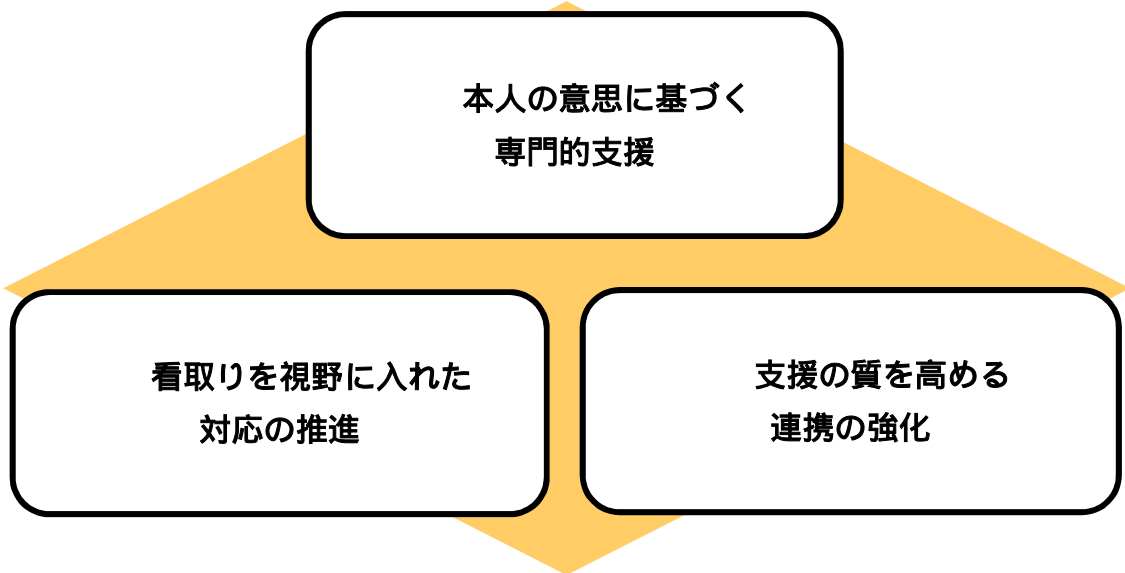 本人の意思に基づく
専門的支援
看取りを視野に入れた
対応の推進
支援の質を高める
連携の強化